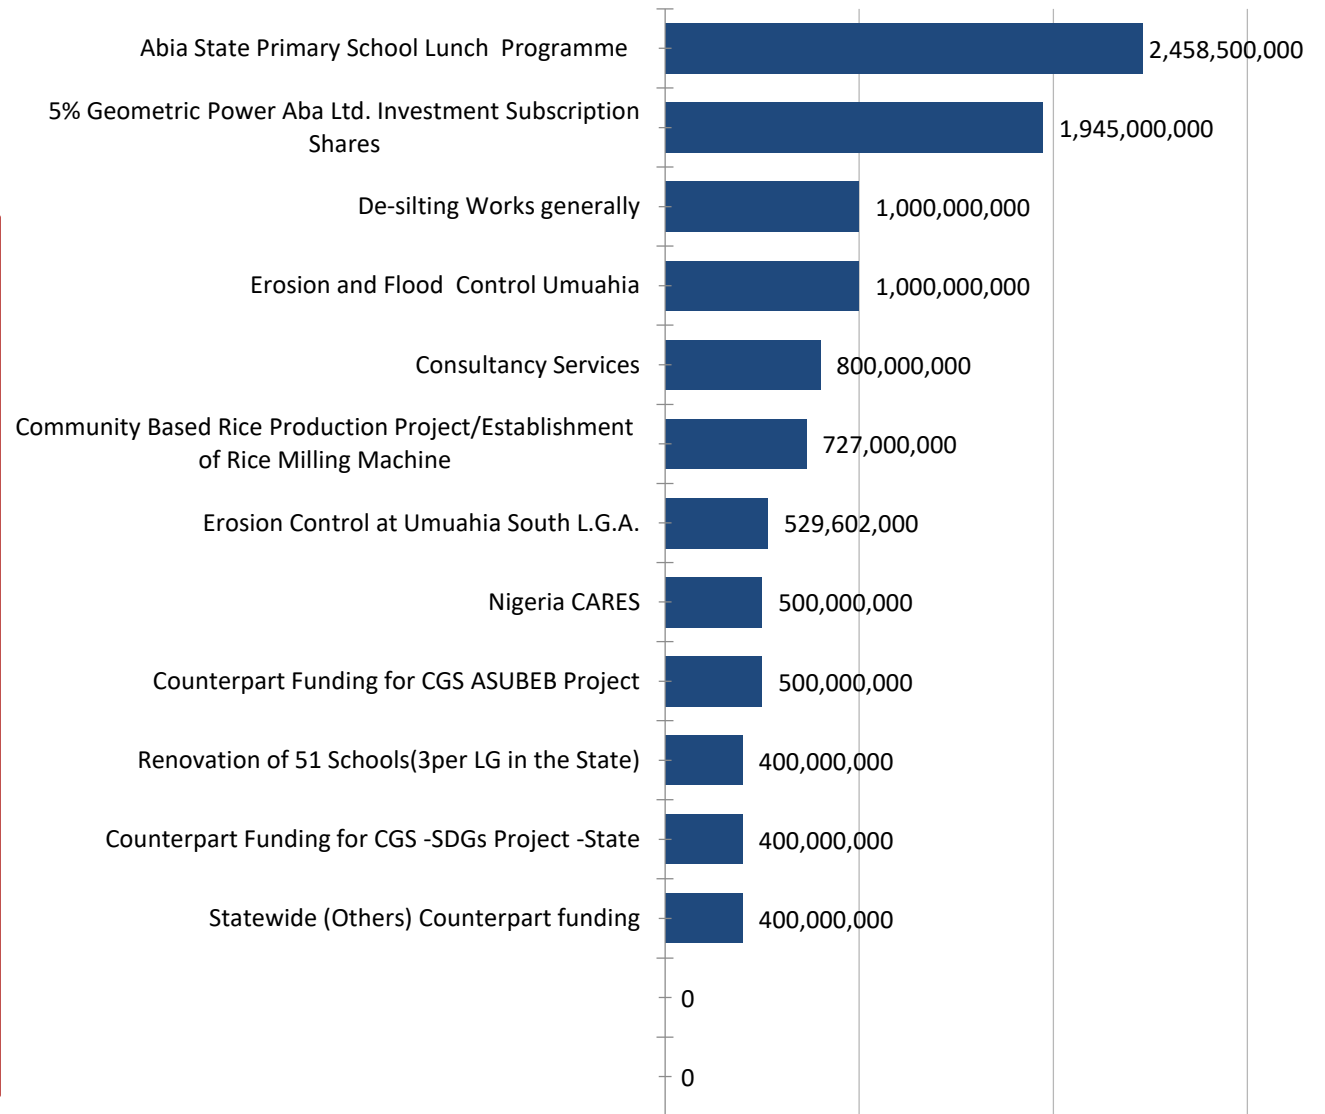 Abia State Primary School Lunch  Programme
2,458,500,000
5% Geometric Power Aba Ltd. Investment Subscription
Shares
1,945,000,000
De-silting Works generally
1,000,000,000
Erosion and Flood  Control Umuahia
1,000,000,000
Consultancy Services
800,000,000
Community Based Rice Production Project/Establishment
of Rice Milling Machine
727,000,000
Erosion Control at Umuahia South L.G.A.
529,602,000
Nigeria CARES
500,000,000
Counterpart Funding for CGS ASUBEB Project
500,000,000
Renovation of 51 Schools(3per LG in the State)
400,000,000
Counterpart Funding for CGS -SDGs Project -State
400,000,000
Statewide (Others) Counterpart funding
400,000,000
0
0